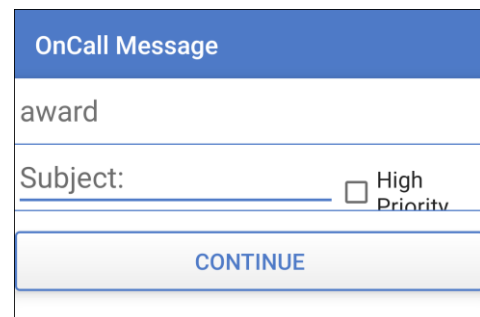 OnCall Message
award
Subject:
High
Priority
CONTINUE